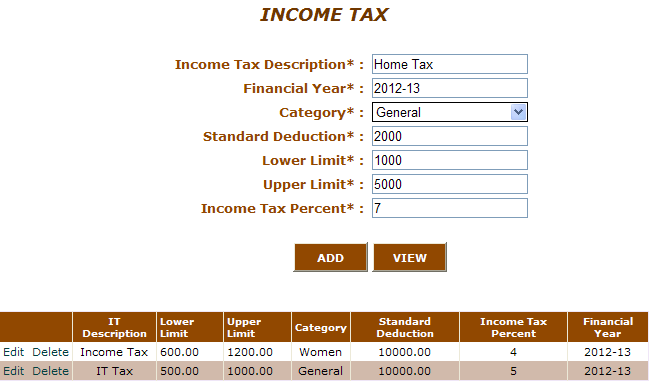 INCOME TAX
Income Tax Description* : Home Tax
Financial Year* : 2012-13
Category* : General
Standard Deduction* : 2000
Lower Limit* : 1000
Upper Limit* : 5000
Income Tax Percent* : 7
ADD VIEW
IT Description Lower Limit Upper Limit Category Standard Deduction Income Tax Percent Financial Year
Edit Delete Income Tax 600.00 1200.00 Women 10000.00 4 2012-13
Edit Delete IT Tax 500.00 1000.00 General 10000.00 5 2012-13